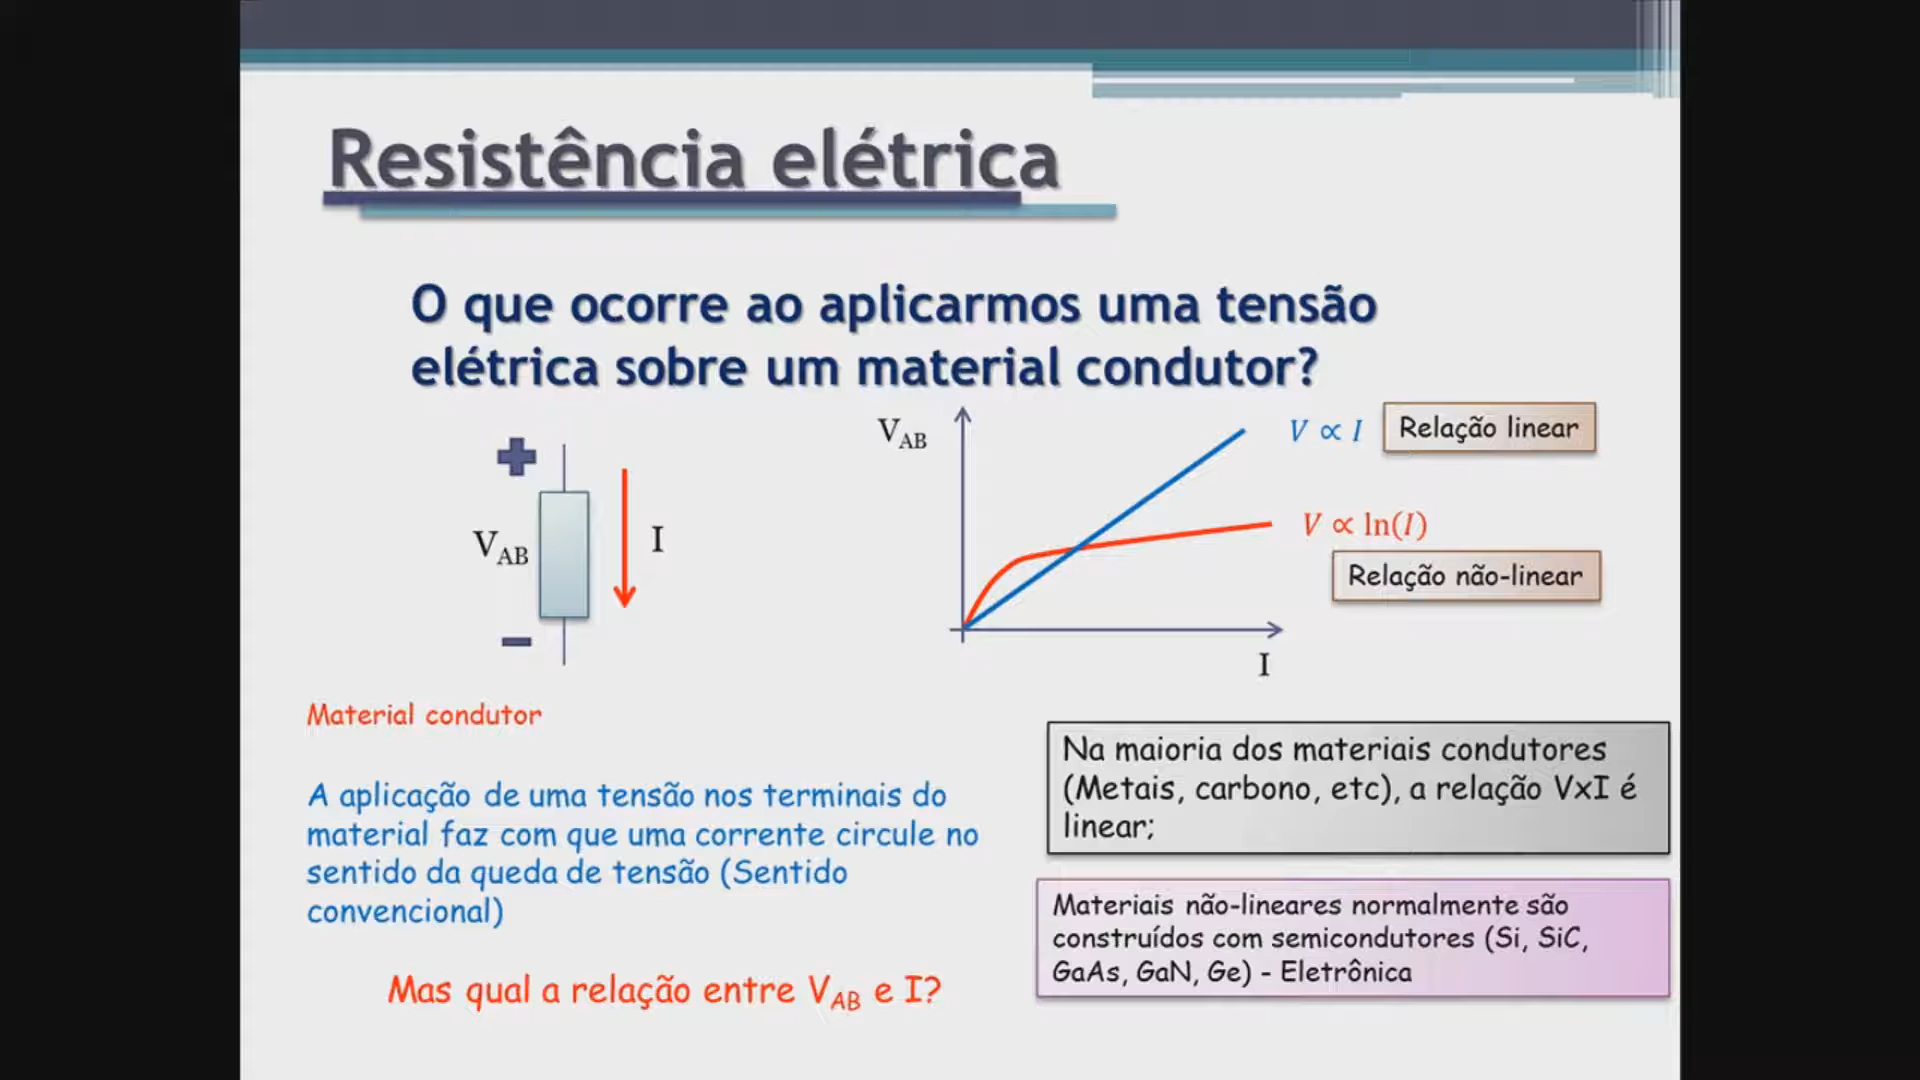 Resistência elétrica
O que ocorre ao aplicarmos uma tensão
elétrica sobre um material condutor?
V_AB
I
V_AB
V ∝ I
Relação linear
V ∝ ln(I)
Relação não-linear
I
Material condutor
A aplicação de uma tensão nos terminais do
material faz com que uma corrente circule no
sentido da queda de tensão (Sentido
convencional)
Mas qual a relação entre V_AB e I?
Na maioria dos materiais condutores
(Metais, carbono, etc), a relação VxI é
linear;
Materiais não-lineares normalmente são
construídos com semicondutores (Si, SiC,
GaAs, GaN, Ge) - Eletrônica